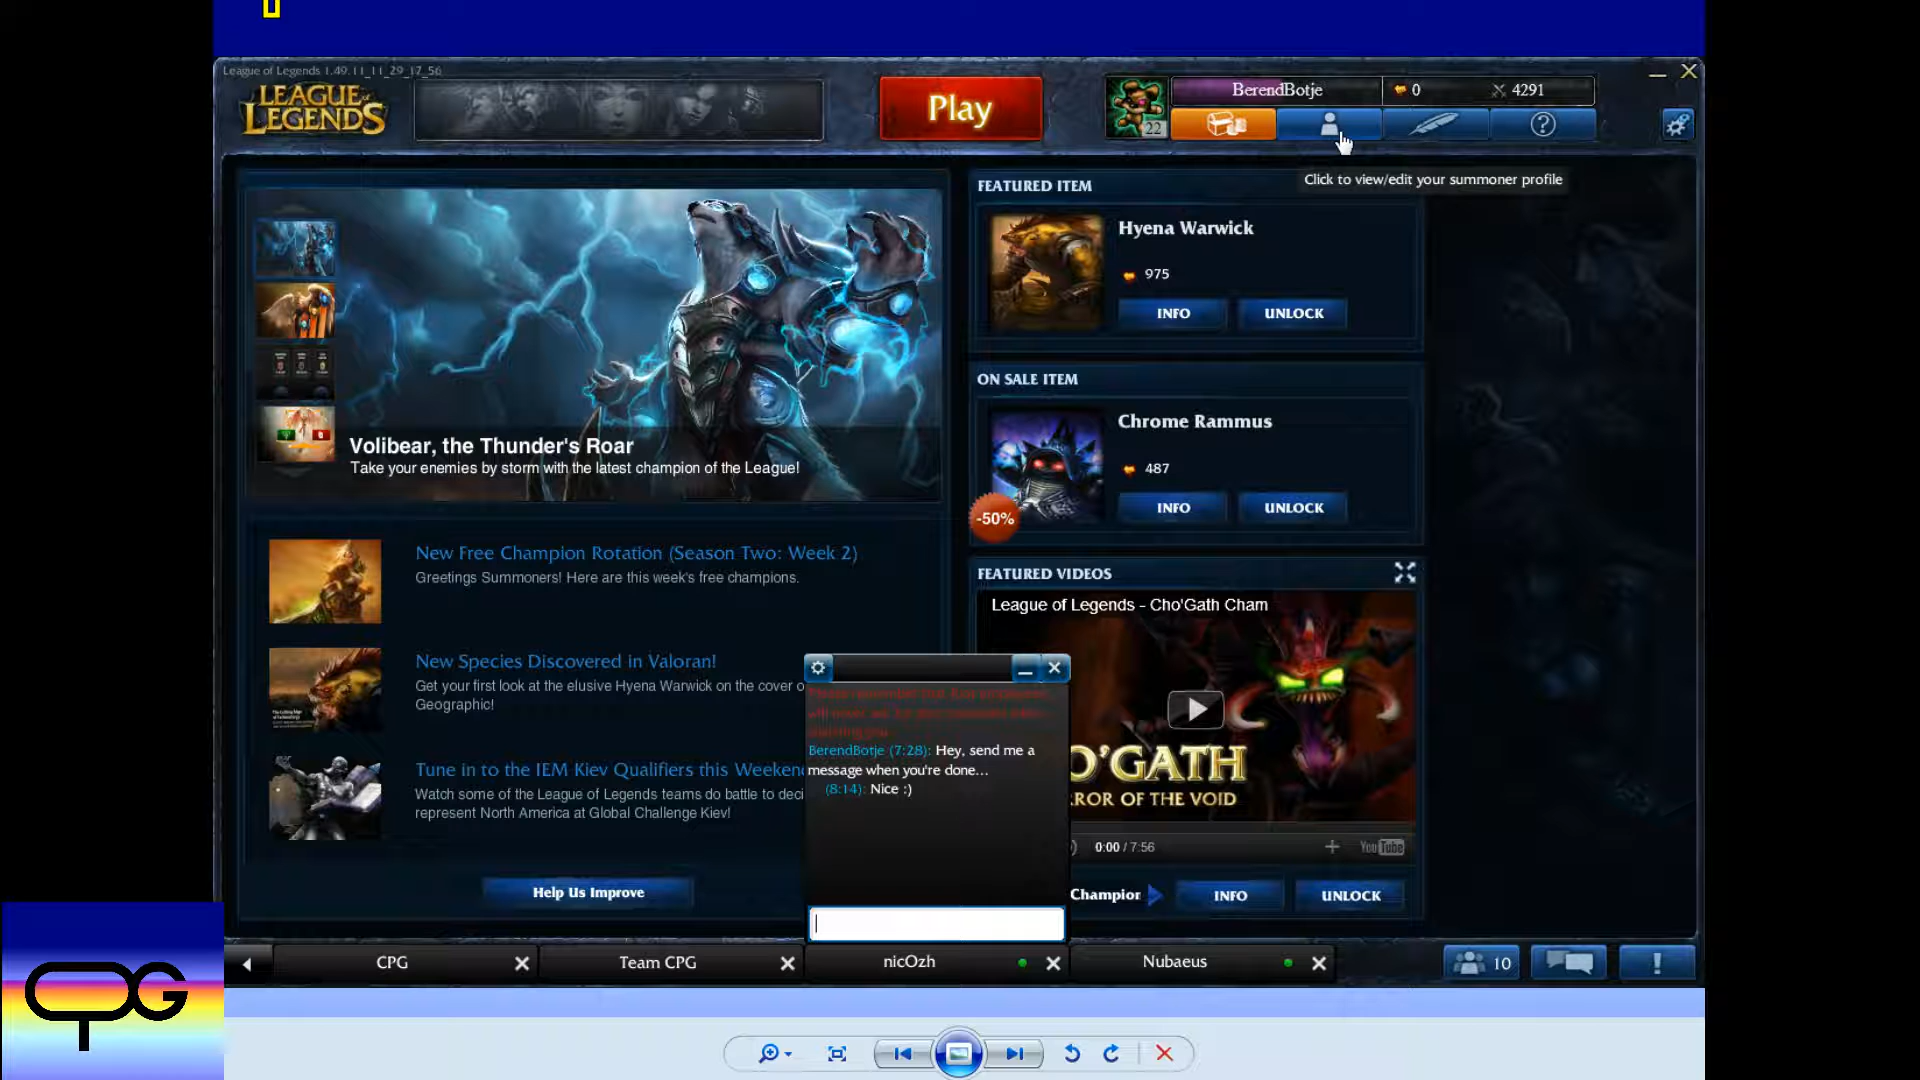 League of Legends 1.49.11_11_29_17_56
LEAGUE of LEGENDS
Play
BerendBotje
0
4291
22
Click to view/edit your summoner profile
FEATURED ITEM
Hyena Warwick
975
INFO
UNLOCK
Volibear, the Thunder's Roar
Take your enemies by storm with the latest champion of the League!
ON SALE ITEM
Chrome Rammus
487
-50%
INFO
UNLOCK
New Free Champion Rotation (Season Two: Week 2)
Greetings Summoners! Here are this week's free champions.
New Species Discovered in Valoran!
Get your first look at the elusive Hyena Warwick on the cover o
Geographic!
Tune in to the IEM Kiev Qualifiers this Weeken
Watch some of the League of Legends teams do battle to deci
represent North America at Global Challenge Kiev!
Help Us Improve
FEATURED VIDEOS
League of Legends - Cho'Gath Cham
O'GATH
ROR OF THE VOID
0:00 / 7:56
YouTube
Champior
INFO
UNLOCK
BerendBotje (7:28): Hey, send me a
message when you're done...
(8:14): Nice :)
CPG
Team CPG
nicOzh
Nubaeus
10
CPG